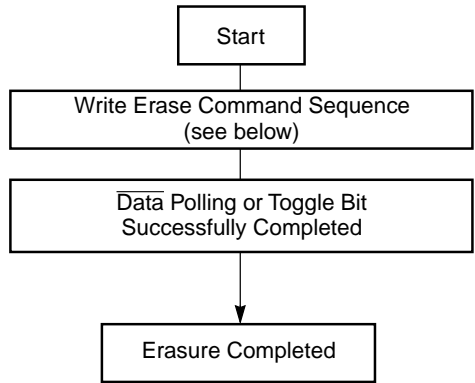 Start
Write Erase Command Sequence
(see below)
Data Polling or Toggle Bit
Successfully Completed
Erasure Completed